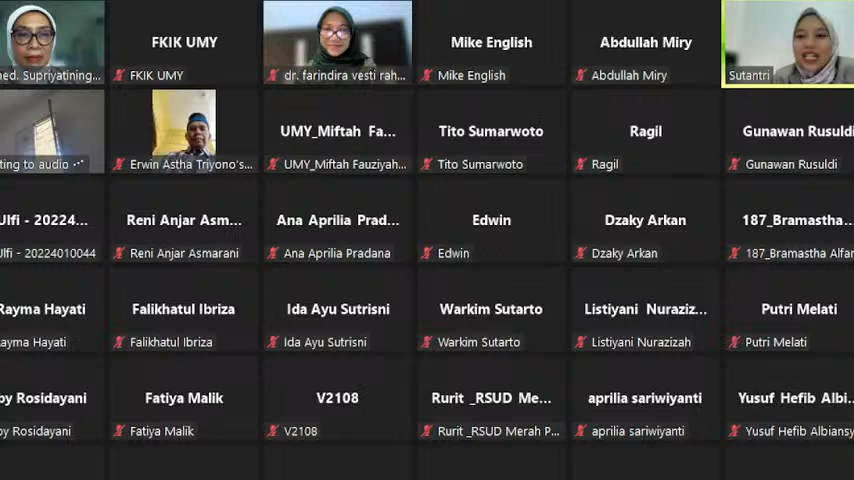 ned. Supriyatining...
FKIK UMY
FKIK UMY
dr. farindira vesti rah...
Mike English
Mike English
Abdullah Miry
Abdullah Miry
Sutantri
ting to audio
Erwin Astha Triyono's...
UMY_Miftah Fa...
UMY_Miftah Fauziyah...
Tito Sumarwoto
Tito Sumarwoto
Ragil
Ragil
Gunawan Rusuldi
Gunawan Rusuldi
Ulfi - 20224...
Ulfi - 20224010044
Reni Anjar Asm...
Reni Anjar Asmarani
Ana Aprilia Prad...
Ana Aprilia Pradana
Edwin
Edwin
Dzaky Arkan
Dzaky Arkan
187_Bramastha...
187_Bramastha Alfar
Rayma Hayati
Rayma Hayati
Falikhatul Ibriza
Falikhatul Ibriza
Ida Ayu Sutrisni
Ida Ayu Sutrisni
Warkim Sutarto
Warkim Sutarto
Listiyani Nuraziz...
Listiyani Nurazizah
Putri Melati
Putri Melati
by Rosidayani
by Rosidayani
Fatiya Malik
Fatiya Malik
V2108
V2108
Rurit _RSUD Me...
Rurit _RSUD Merah P...
aprilia sariwiyanti
aprilia sariwiyanti
Yusuf Hefib Albi...
Yusuf Hefib Albiansy